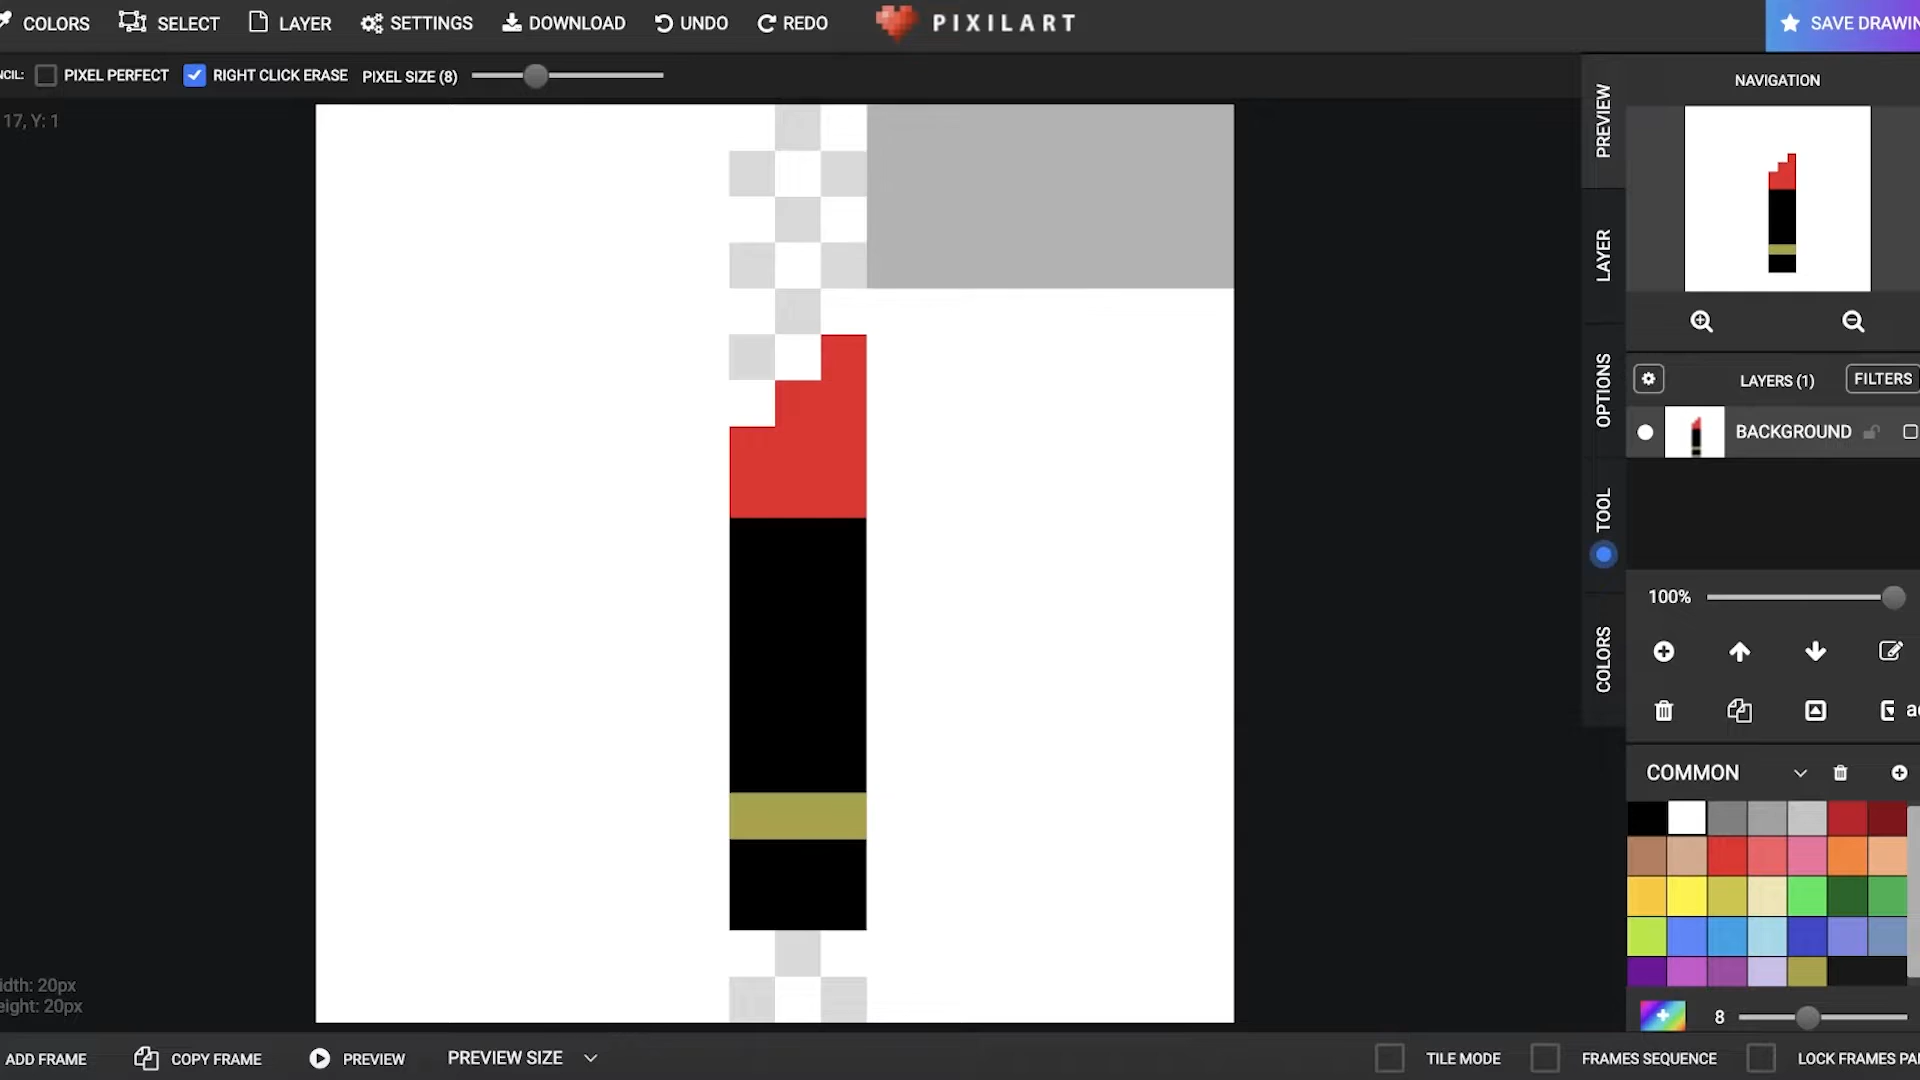 COLORS SELECT LAYER SETTINGS DOWNLOAD UNDO REDO PIXILART SAVE DRAWIN
NCIL: PIXEL PERFECT RIGHT CLICK ERASE PIXEL SIZE (8)
17, Y: 1
NAVIGATION
PREVIEW
LAYER
OPTIONS
TOOL
COLORS
LAYERS (1) FILTERS
BACKGROUND
100%
COMMON
8
idth: 20px
eight: 20px
ADD FRAME COPY FRAME PREVIEW PREVIEW SIZE TILE MODE FRAMES SEQUENCE LOCK FRAMES PA